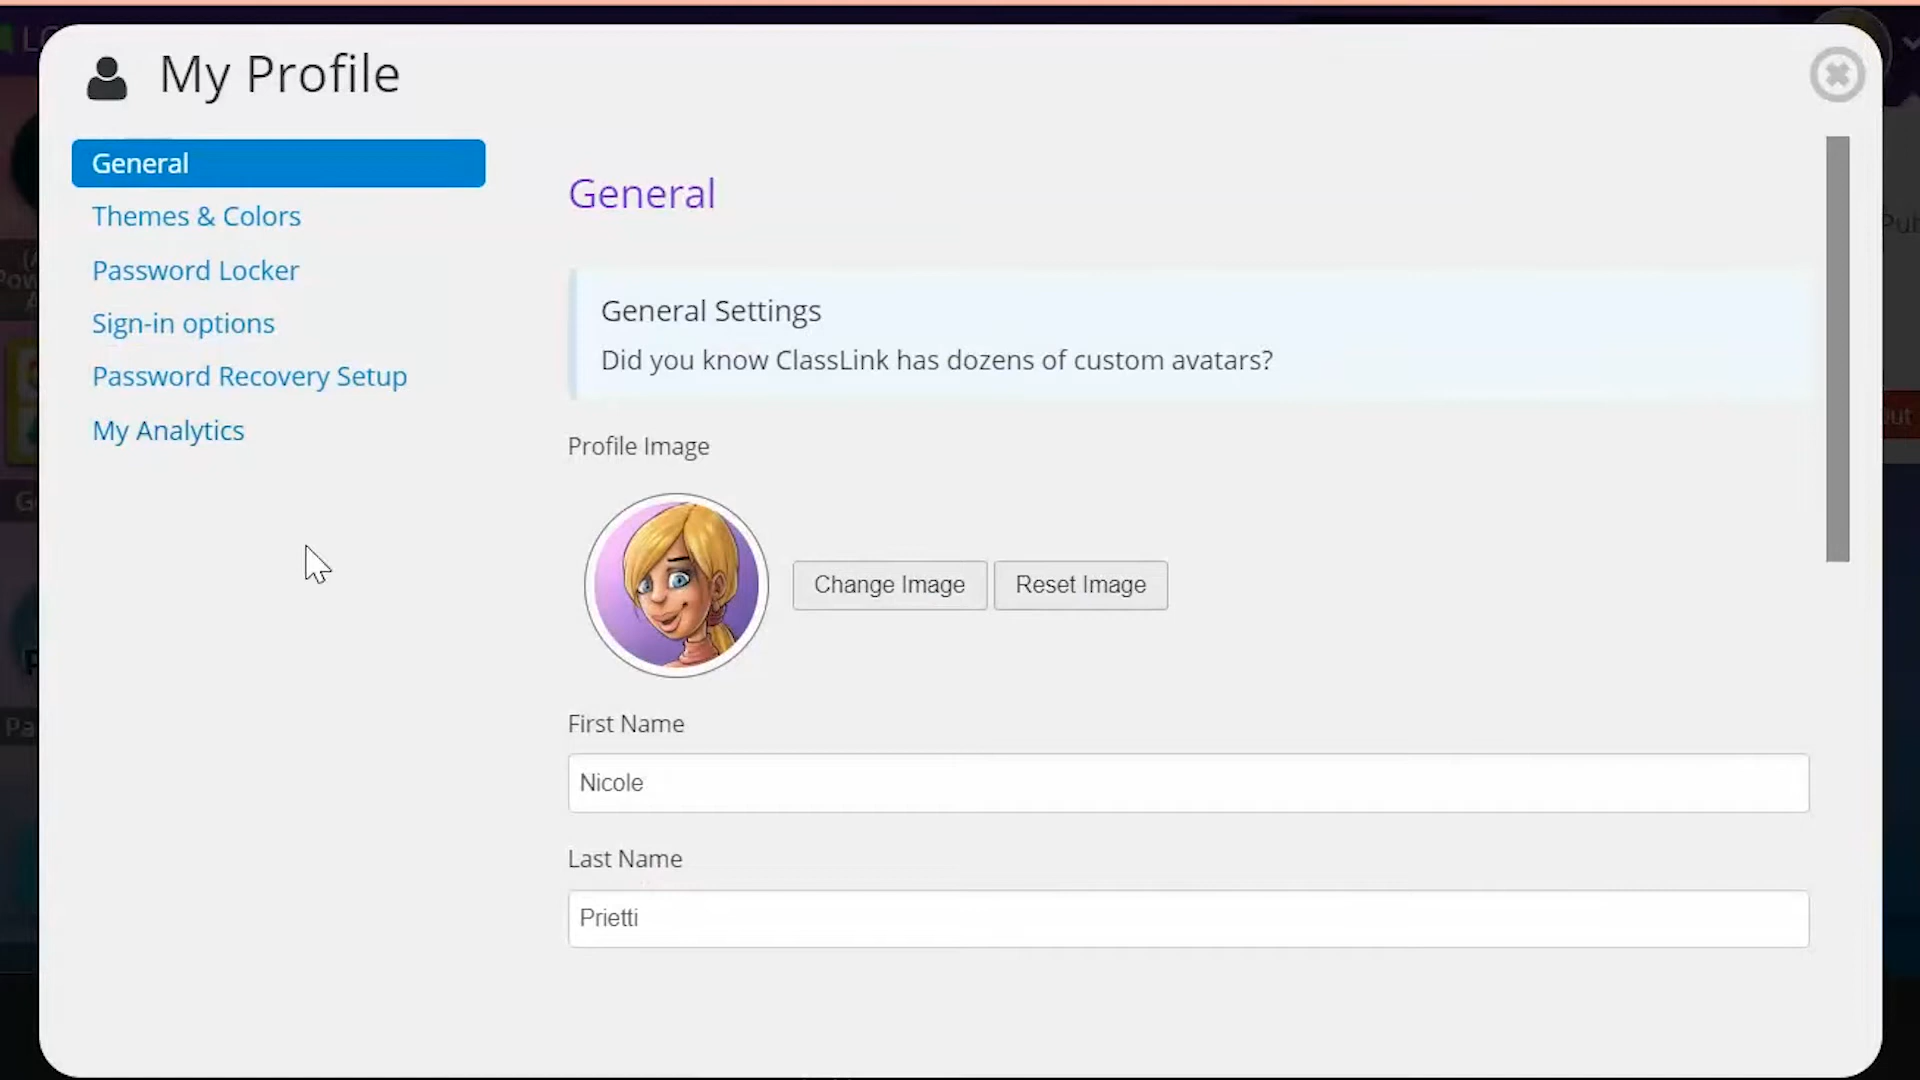 My Profile
General
Themes & Colors
Password Locker
Sign-in options
Password Recovery Setup
My Analytics
General
General Settings
Did you know ClassLink has dozens of custom avatars?
Profile Image
Change Image
Reset Image
First Name
Nicole
Last Name
Prietti